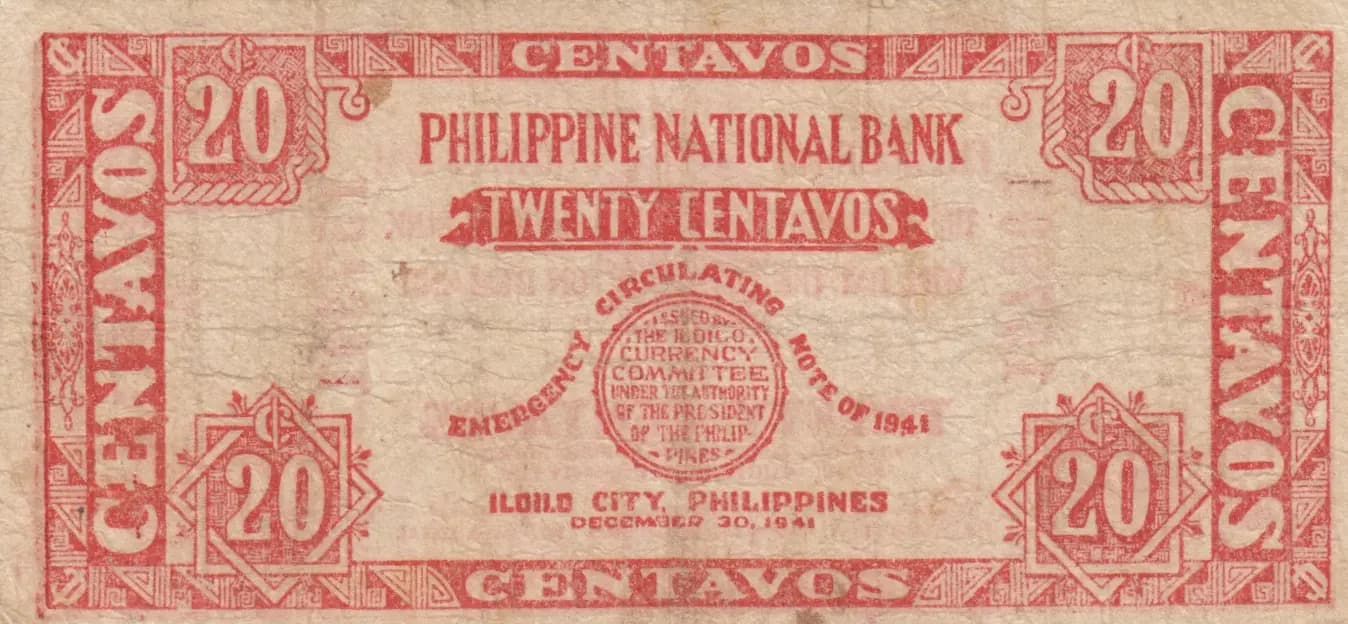 CENTAVOS
20
20
PHILIPPINE NATIONAL BANK
TWENTY CENTAVOS
CENTAVOS
CENTAVOS
EMERGENCY CIRCULATING NOTE OF 1941
ISSUED BY
THE ILOILO
CURRENCY
COMMITTEE
UNDER THE AUTHORITY
OF THE PRESIDENT
OF THE PHILIP-
PINES
20
20
ILOILO CITY, PHILIPPINES
DECEMBER 30, 1941
CENTAVOS